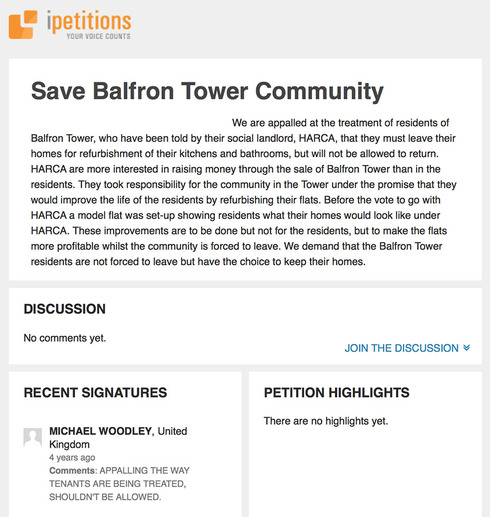 ipetitions
YOUR VOICE COUNTS
Save Balfron Tower Community
We are appalled at the treatment of residents of
Balfron Tower, who have been told by their social landlord, HARCA, that they must leave their
homes for refurbishment of their kitchens and bathrooms, but will not be allowed to return.
HARCA are more interested in raising money through the sale of Balfron Tower than in the
residents. They took responsibility for the community in the Tower under the promise that they
would improve the life of the residents by refurbishing their flats. Before the vote to go with
HARCA a model flat was set-up showing residents what their homes would look like under
HARCA. These improvements are to be done but not for the residents, but to make the flats
more profitable whilst the community is forced to leave. We demand that the Balfron Tower
residents are not forced to leave but have the choice to keep their homes.
DISCUSSION
No comments yet.
JOIN THE DISCUSSION
RECENT SIGNATURES
MICHAEL WOODLEY, United
Kingdom
4 years ago
Comments: APPALLING THE WAY
TENANTS ARE BEING TREATED,
SHOULDN'T BE ALLOWED.
PETITION HIGHLIGHTS
There are no highlights yet.